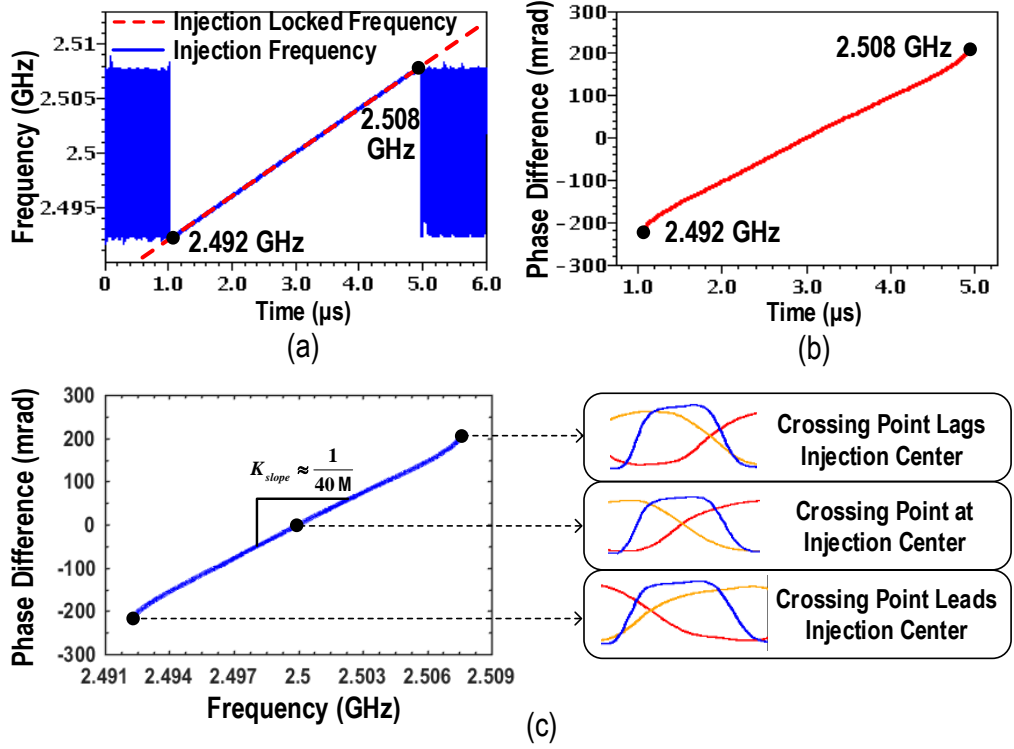 Injection Locked Frequency
Injection Frequency
Frequency (GHz)
2.51
2.505
2.5
2.495
2.508
GHz
2.492 GHz
0 1.0 2.0 3.0 4.0 5.0 6.0
Time (µs)
(a)
Phase Difference (mrad)
300
200
100
0
-100
-200
-300
2.508 GHz
2.492 GHz
1.0 2.0 3.0 4.0 5.0
Time (µs)
(b)
Phase Difference (mrad)
300
200
100
0
-100
-200
-300
K_slope ≈ 1/40 M
2.491 2.494 2.497 2.5 2.503 2.506 2.509
Frequency (GHz)
Crossing Point Lags
Injection Center
Crossing Point at
Injection Center
Crossing Point Leads
Injection Center
(c)